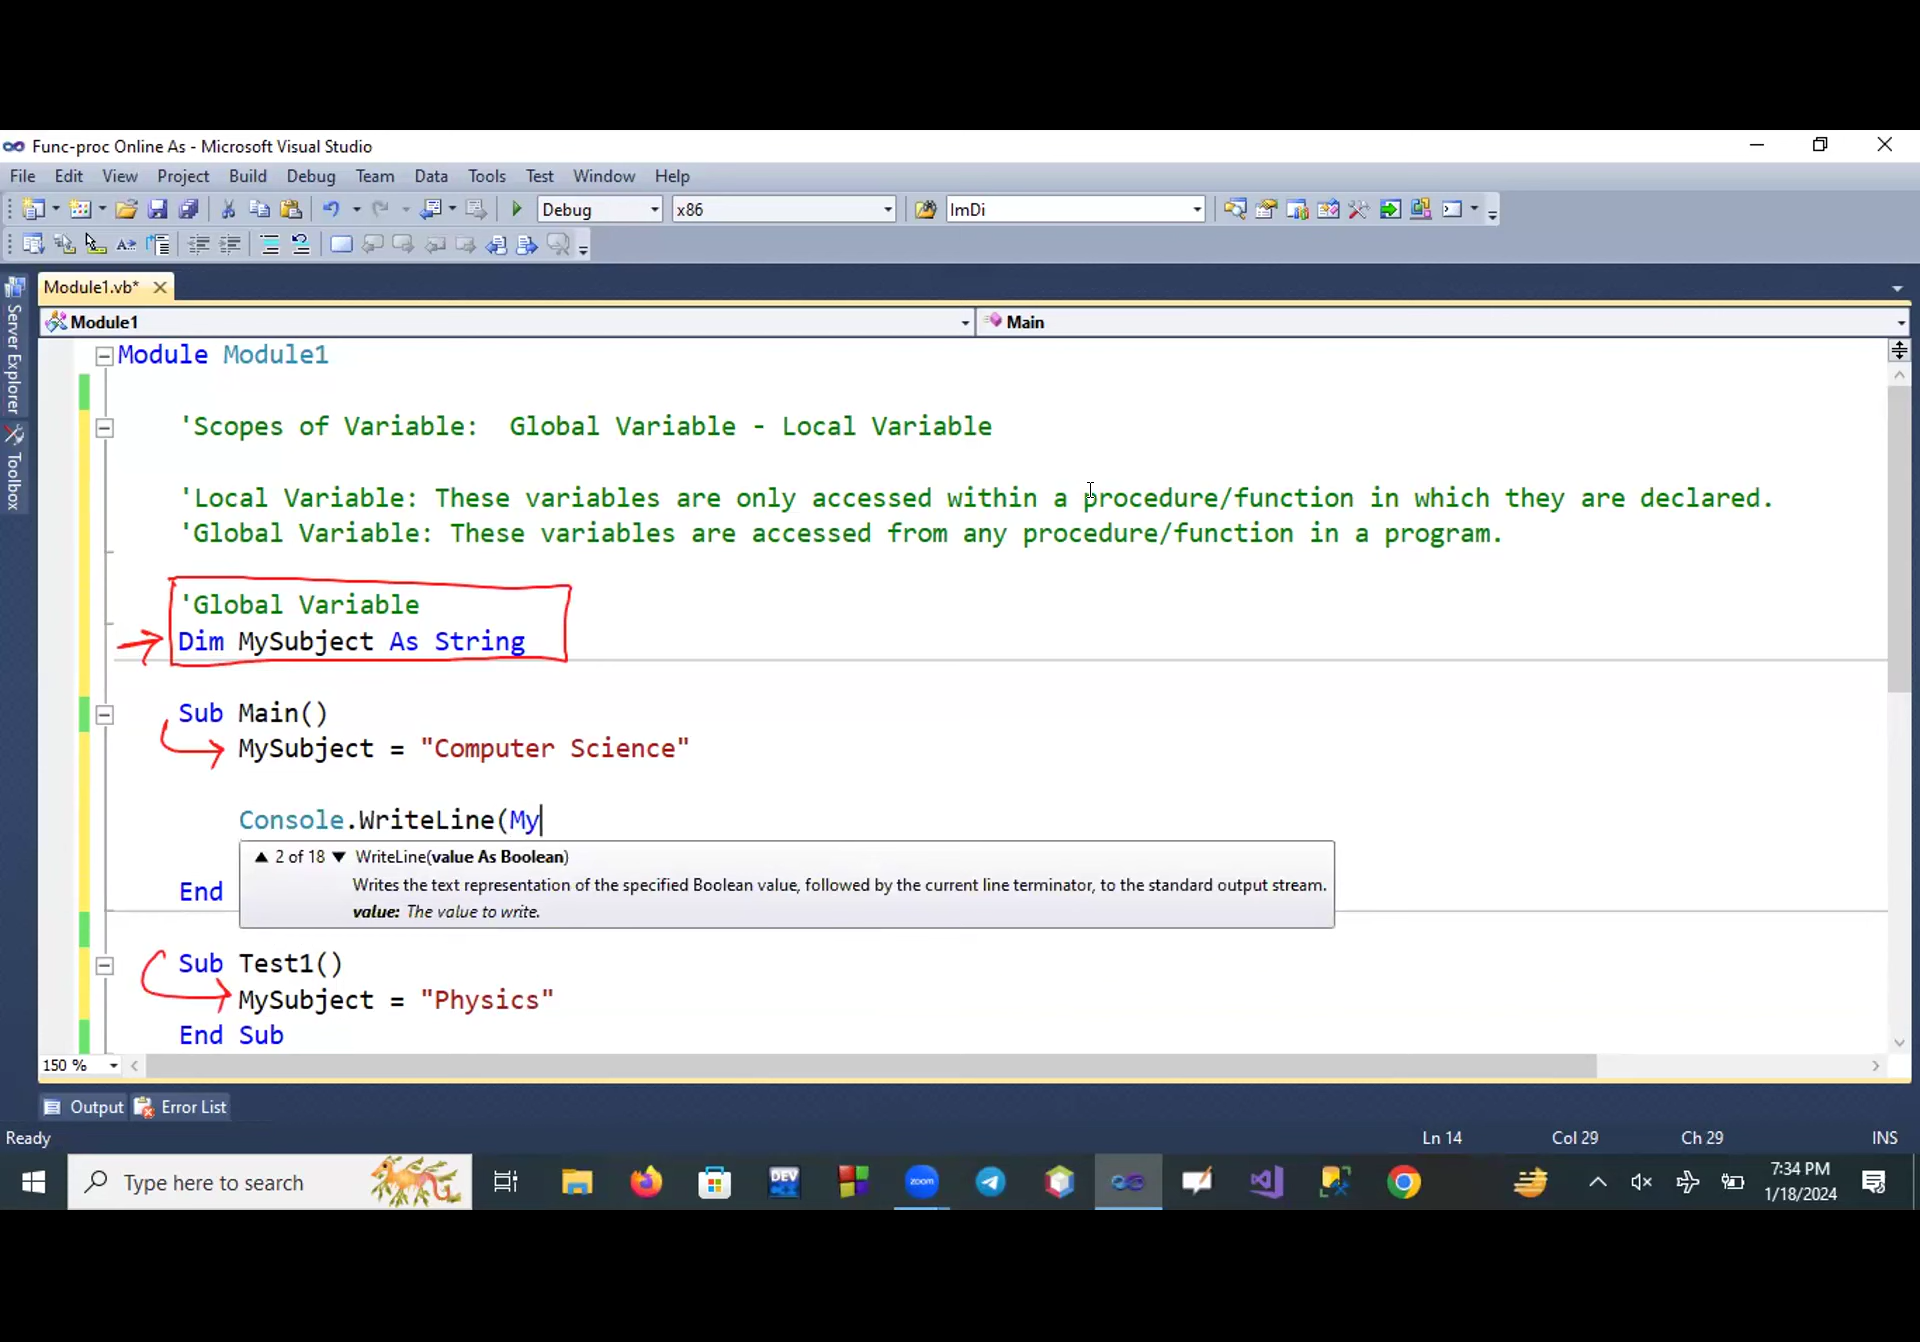 Func-proc Online As - Microsoft Visual Studio
File Edit View Project Build Debug Team Data Tools Test Window Help
Debug x86 ImDi
Module1.vb*
Server Explorer
Toolbox
Module1 Main
Module Module1
'Scopes of Variable:  Global Variable - Local Variable
'Local Variable: These variables are only accessed within a procedure/function in which they are declared.
'Global Variable: These variables are accessed from any procedure/function in a program.
'Global Variable
Dim MySubject As String
Sub Main()
MySubject = "Computer Science"
Console.WriteLine(My
▲ 2 of 18 ▼ WriteLine(value As Boolean)
Writes the text representation of the specified Boolean value, followed by the current line terminator, to the standard output stream.
value: The value to write.
End
Sub Test1()
MySubject = "Physics"
End Sub
150 %
Output Error List
Ready Ln 14 Col 29 Ch 29 INS
Type here to search
DEV
zoom
7:34 PM
1/18/2024